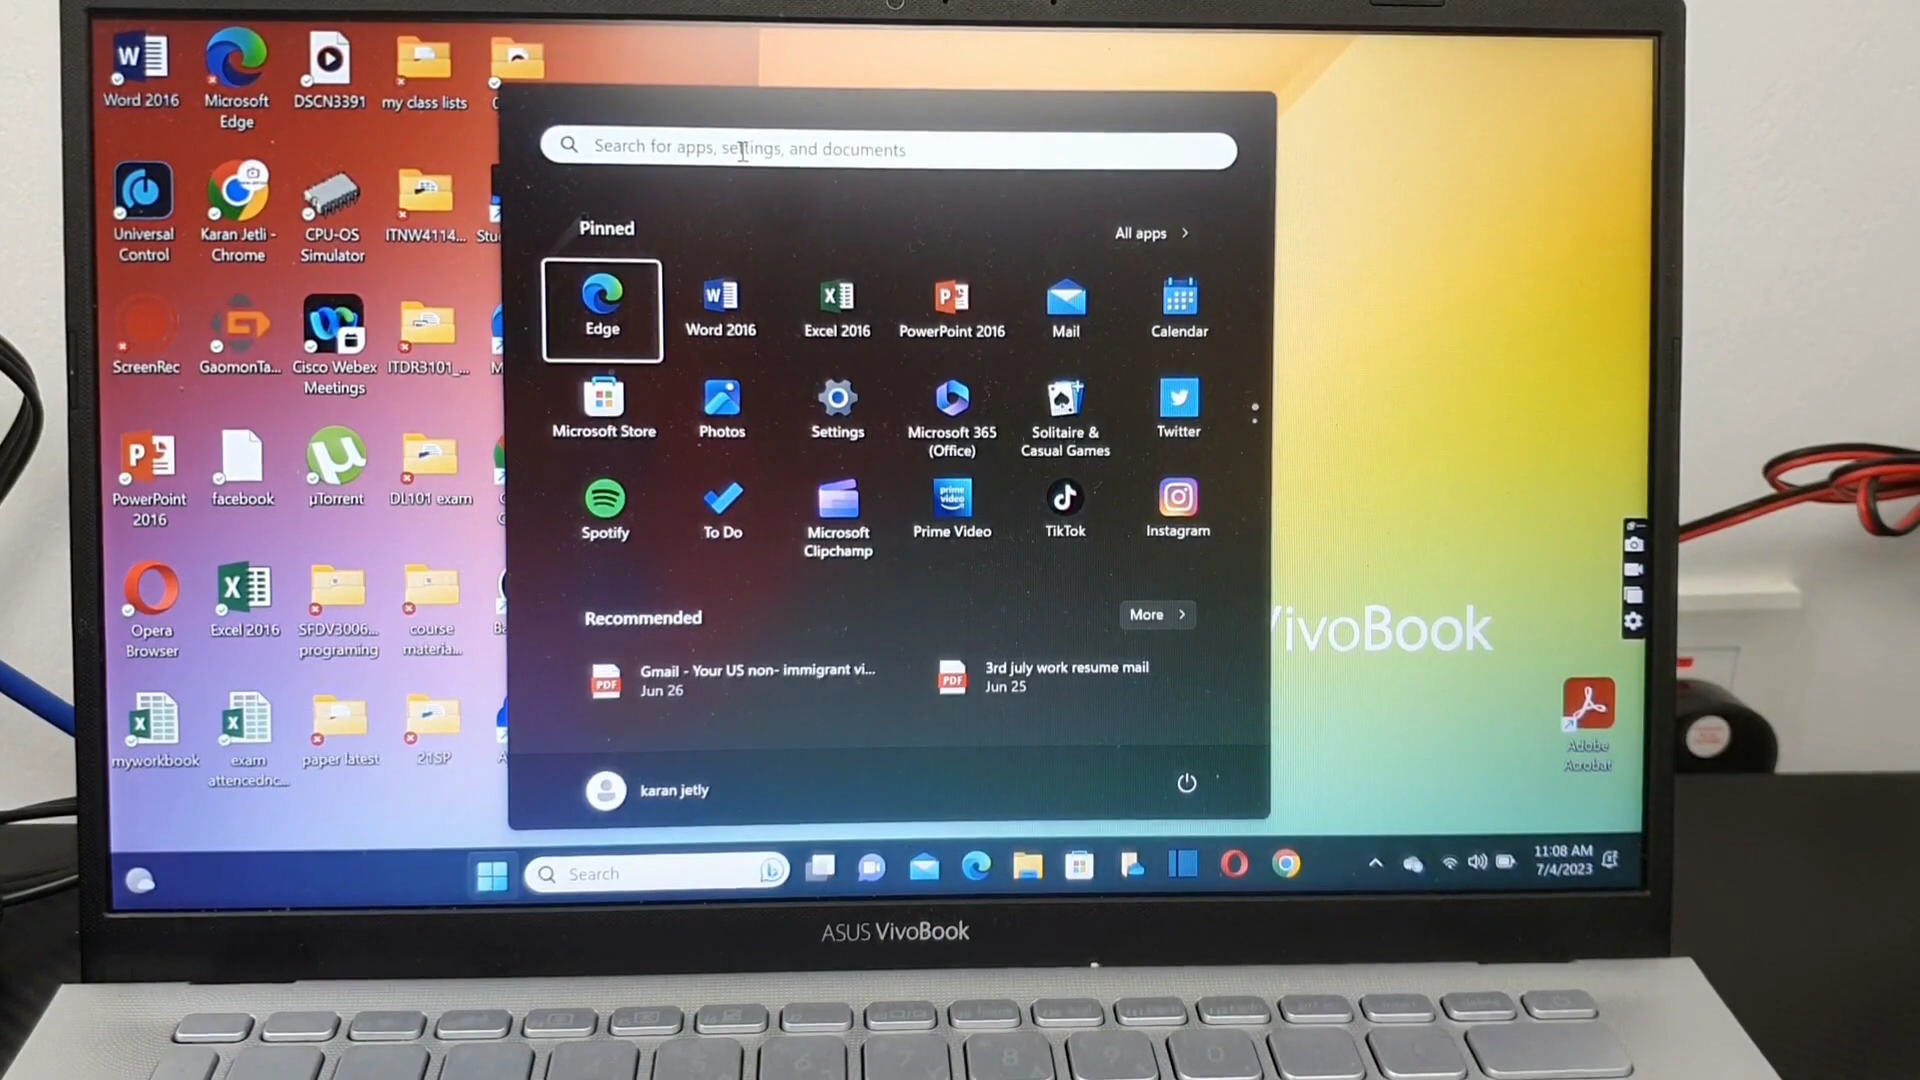 Word 2016
Microsoft
Edge
DSCN3391
my class lists
Universal
Control
Karan Jetli -
Chrome
CPU-OS
Simulator
ITNW4114...
ScreenRec
GaomonTa...
Cisco Webex
Meetings
ITDR3101_...
PowerPoint
2016
facebook
µTorrent
DL101 exam
Opera
Browser
Excel 2016
SFDV3006...
programing
course
materia...
myworkbook
exam
attencednc...
paper latest
21SP
Search for apps, settings, and documents
Pinned
All apps >
Edge
Word 2016
Excel 2016
PowerPoint 2016
Mail
Calendar
Microsoft Store
Photos
Settings
Microsoft 365
(Office)
Solitaire &
Casual Games
Twitter
Spotify
To Do
Microsoft
Clipchamp
prime
video
Prime Video
TikTok
Instagram
Recommended
More >
PDF
Gmail - Your US non- immigrant vi...
Jun 26
PDF
3rd july work resume mail
Jun 25
karan jetly
VivoBook
Adobe
Acrobat
Search
11:08 AM
7/4/2023
ASUS VivoBook